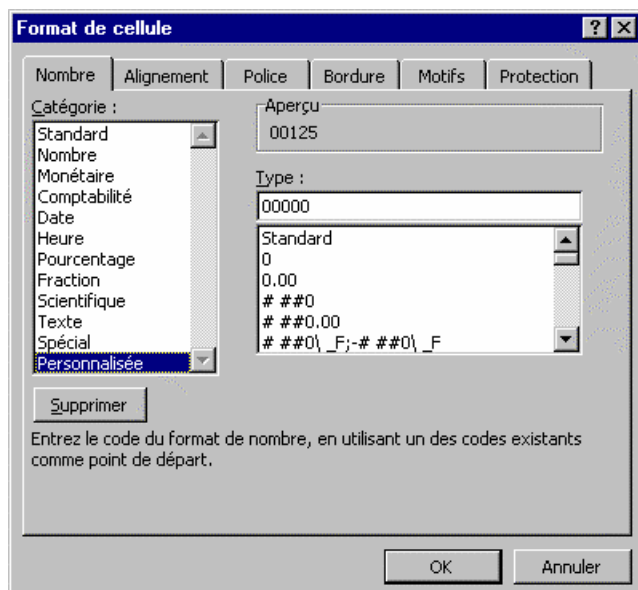 Format de cellule
Nombre Alignement Police Bordure Motifs Protection
Catégorie :
Standard
Nombre
Monétaire
Comptabilité
Date
Heure
Pourcentage
Fraction
Scientifique
Texte
Spécial
Personnalisée
Aperçu
00125
Type :
00000
Standard
0
0.00
# ##0
# ##0.00
# ##0\ _F;-# ##0\ _F
Supprimer
Entrez le code du format de nombre, en utilisant un des codes existants
comme point de départ.
OK Annuler